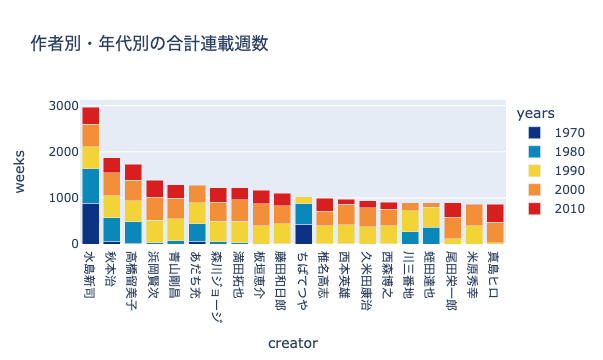 作者別・年代別の合計連載週数
years
1970
1980
1990
2000
2010
weeks
3000
2000
1000
0
水島新司
秋本治
高橋留美子
浜岡賢次
青山剛昌
あだち充
森川ジョージ
満田拓也
板垣恵介
藤田和日郎
ちばてつや
椎名高志
西本英雄
久米田康治
西森博之
川三番地
蛭田達也
尾田栄一郎
米原秀幸
真島ヒロ
creator